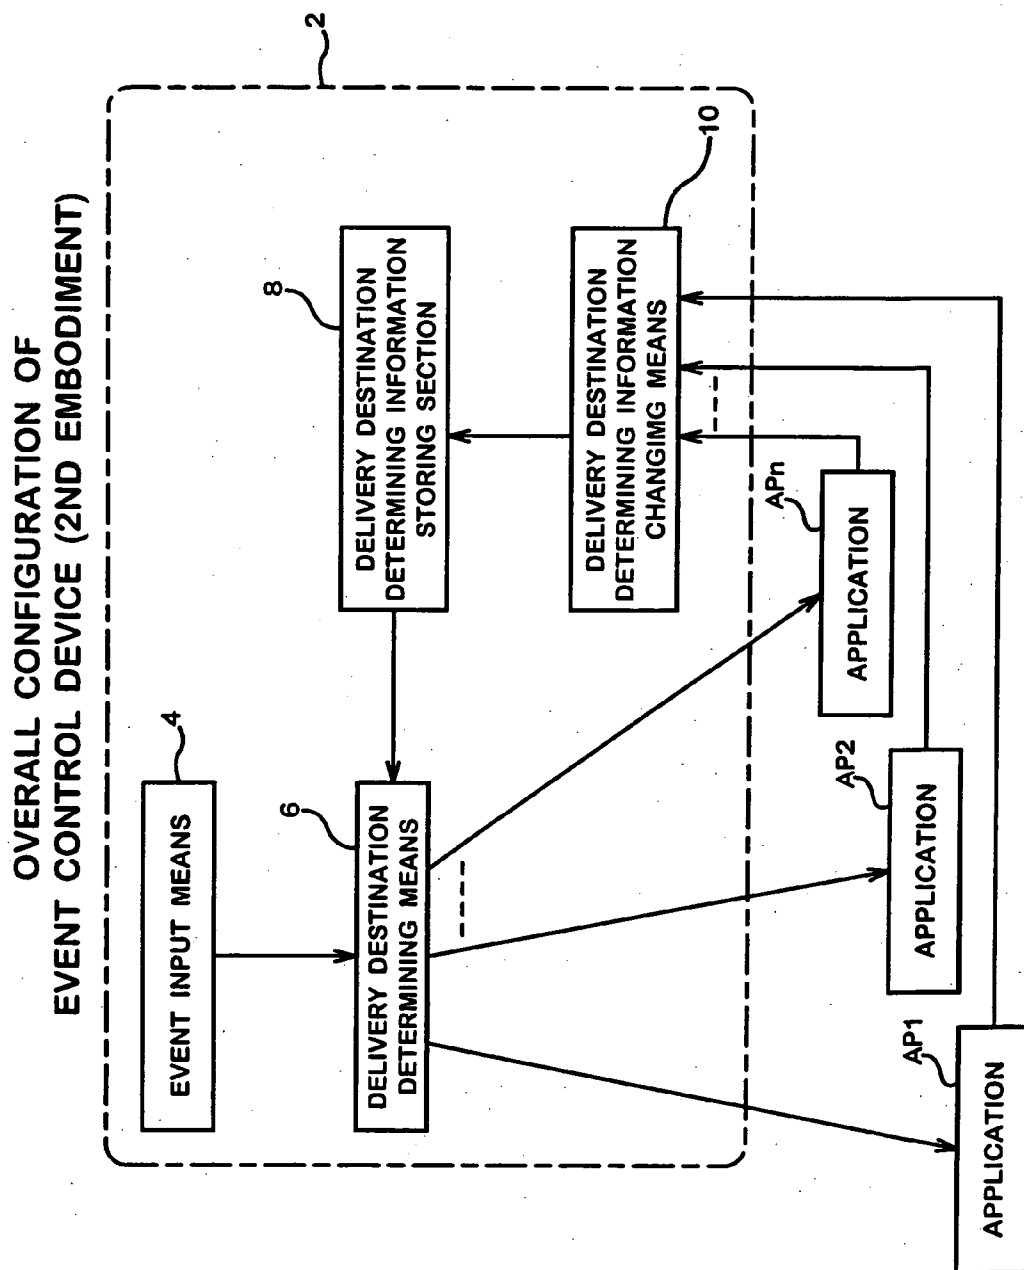 OVERALL CONFIGURATION OF
EVENT CONTROL DEVICE (2ND EMBODIMENT)
2
4
EVENT INPUT MEANS
6
DELIVERY DESTINATION
DETERMINING MEANS
8
DELIVERY DESTINATION
DETERMINING INFORMATION
STORING SECTION
10
DELIVERY DESTINATION
DETERMINING INFORMATION
CHANGIMG MEANS
AP1
APPLICATION
AP2
APPLICATION
APn
APPLICATION